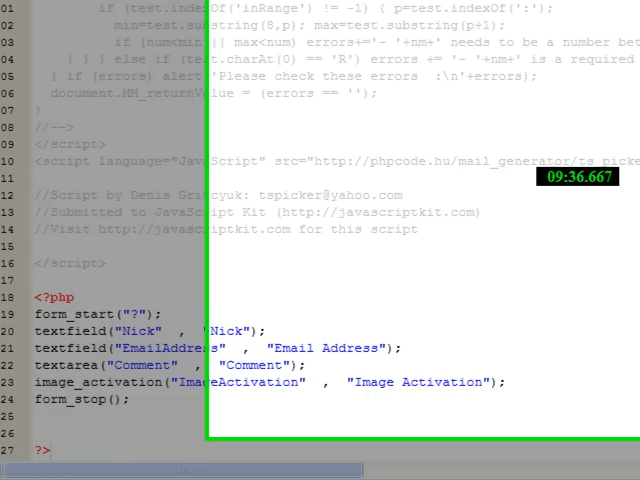 01 if (test.indexOf('inRange') != -1) { p=test.indexOf(':');
02 min=test.substring(8,p); max=test.substring(p+1);
03 if (num<min || max<num) errors+='- '+nm+' needs to be a number bet
04 } } } else if (test.charAt(0) == 'R') errors += '- '+nm+' is a required
05 } if (errors) alert('Please check these errors :\n'+errors);
06 document.MM_returnValue = (errors == '');
07 }
08 //-->
09 </script>
10 <script language="JavaScript" src="http://phpcode.hu/mail_generator/ts_picke
11
09:36.667
12 //Script by Denis Gritcyuk: tspicker@yahoo.com
13 //Submitted to JavaScript Kit (http://javascriptkit.com)
14 //Visit http://javascriptkit.com for this script
15
16 </script>
17
18 <?php
19 form_start("?");
20 textfield("Nick" , "Nick");
21 textfield("EmailAddress" , "Email Address");
22 textarea("Comment" , "Comment");
23 image_activation("ImageActivation" , "Image Activation");
24 form_stop();
25
26
27 ?>